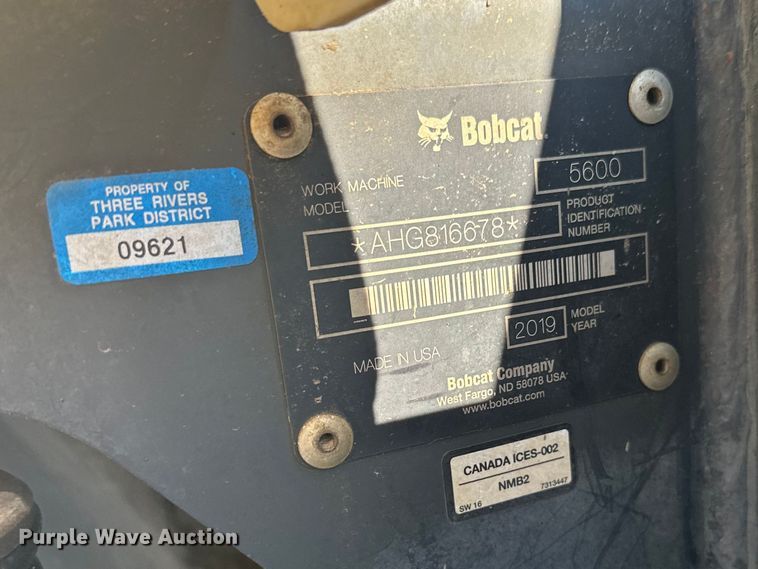 Bobcat
WORK MACHINE
MODEL
5600
*AHG816678*
PRODUCT
IDENTIFICATION
NUMBER
2019
MODEL
YEAR
MADE IN USA
Bobcat Company
West Fargo, ND 58078 USA
www.bobcat.com
PROPERTY OF
THREE RIVERS
PARK DISTRICT
09621
CANADA ICES-002
NMB2
SW 16
7313447
Purple Wave Auction